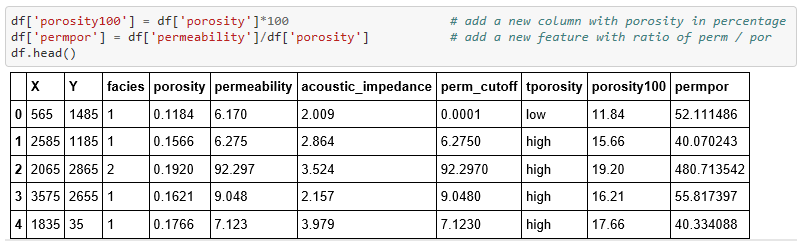 df['porosity100'] = df['porosity']*100 # add a new column with porosity in percentage
df['permpor'] = df['permeability']/df['porosity'] # add a new feature with ratio of perm / por
df.head()
X Y facies porosity permeability acoustic_impedance perm_cutoff tporosity porosity100 permpor
0 565 1485 1 0.1184 6.170 2.009 0.0001 low 11.84 52.111486
1 2585 1185 1 0.1566 6.275 2.864 6.2750 high 15.66 40.070243
2 2065 2865 2 0.1920 92.297 3.524 92.2970 high 19.20 480.713542
3 3575 2655 1 0.1621 9.048 2.157 9.0480 high 16.21 55.817397
4 1835 35 1 0.1766 7.123 3.979 7.1230 high 17.66 40.334088